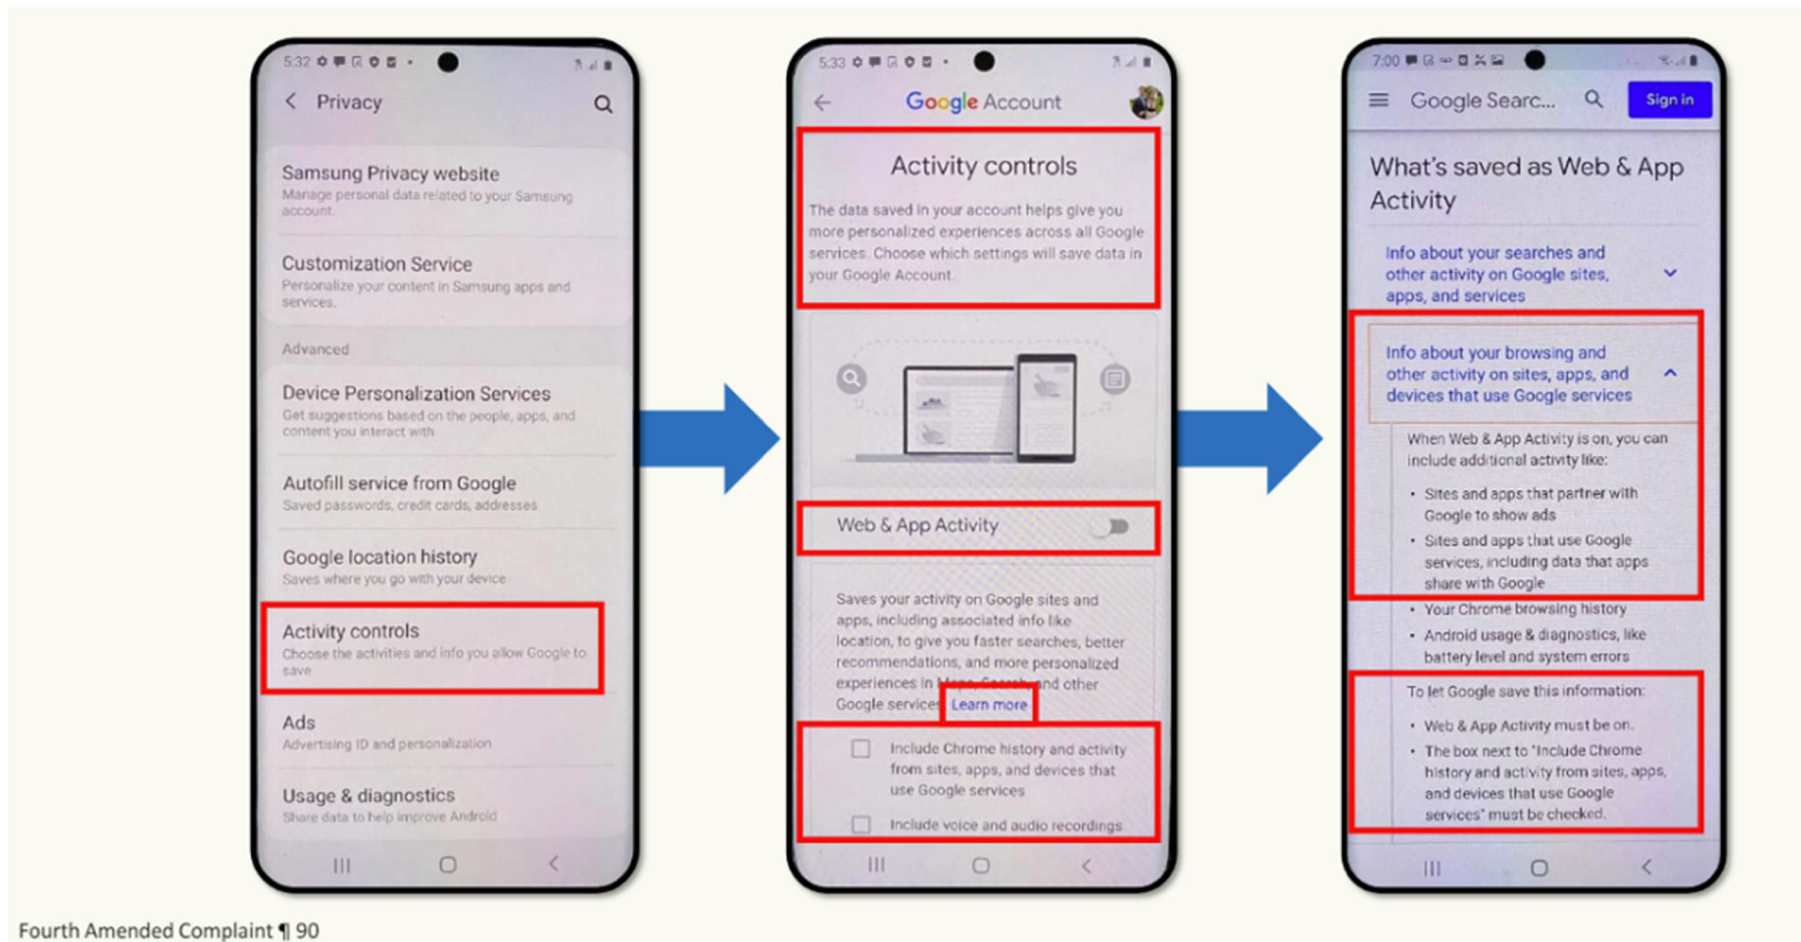 5:32
Privacy
Samsung Privacy website
Manage personal data related to your Samsung
account.
Customization Service
Personalize your content in Samsung apps and
services.
Advanced
Device Personalization Services
Get suggestions based on the people, apps, and
content you interact with
Autofill service from Google
Saved passwords, credit cards, addresses
Google location history
Saves where you go with your device
Activity controls
Choose the activities and info you allow Google to
save
Ads
Advertising ID and personalization
Usage & diagnostics
Share data to help improve Android
5:33
Google Account
Activity controls
The data saved in your account helps give you
more personalized experiences across all Google
services. Choose which settings will save data in
your Google Account.
Web & App Activity
Saves your activity on Google sites and
apps, including associated info like
location, to give you faster searches, better
recommendations, and more personalized
experiences in Maps, Search, and other
Google services. Learn more
Include Chrome history and activity
from sites, apps, and devices that
use Google services
Include voice and audio recordings
7:00
Google Searc...
Sign in
What's saved as Web & App
Activity
Info about your searches and
other activity on Google sites,
apps, and services
Info about your browsing and
other activity on sites, apps, and
devices that use Google services
When Web & App Activity is on, you can
include additional activity like:
• Sites and apps that partner with
Google to show ads
• Sites and apps that use Google
services, including data that apps
share with Google
• Your Chrome browsing history
• Android usage & diagnostics, like
battery level and system errors
To let Google save this information:
• Web & App Activity must be on.
• The box next to "Include Chrome
history and activity from sites, apps,
and devices that use Google
services" must be checked.
Fourth Amended Complaint ¶ 90